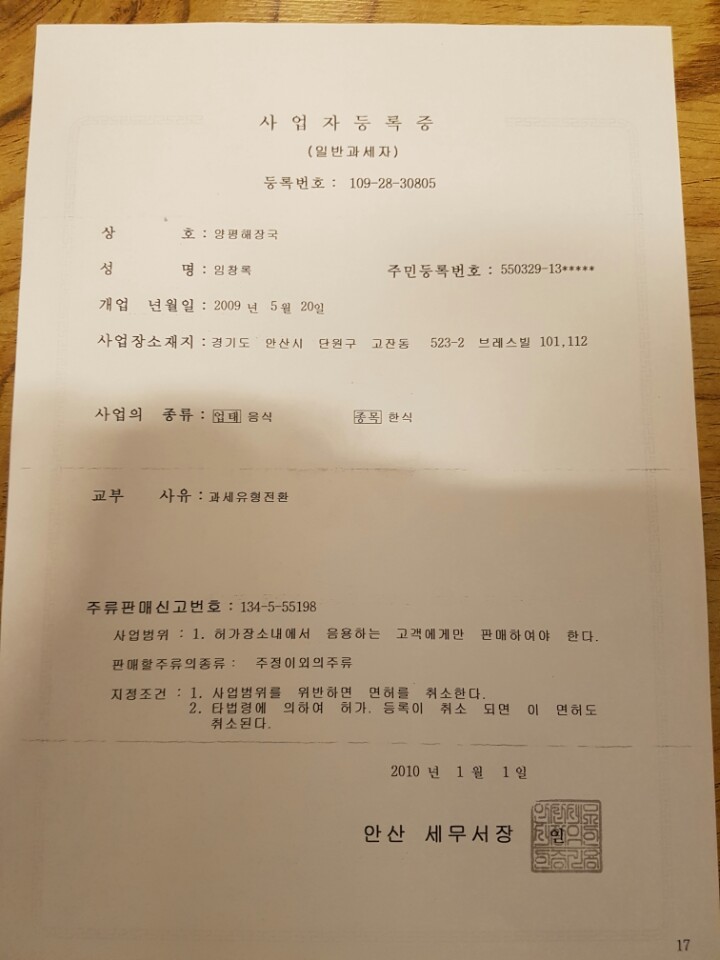 사업자등록증
(일반과세자)
등록번호 : 109-28-30805
상 호 : 양평해장국
성 명 : 임창록 주민등록번호 : 550329-13*****
개업 년월일 : 2009 년 5 월 20일
사업장소재지 : 경기도 안산시 단원구 고잔동 523-2 브레스빌 101,112
사업의 종류 : 업태 음식 종목 한식
교부 사유 : 과세유형전환
주류판매신고번호 : 134-5-55198
사업범위 : 1. 허가장소내에서 음용하는 고객에게만 판매하여야 한다.
판매할주류의종류 : 주정이외의주류
지정조건 : 1. 사업범위를 위반하면 면허를 취소한다.
2. 타법령에 의하여 허가. 등록이 취소 되면 이 면허도
취소된다.
2010 년 1 월 1 일
안산 세무서장 인
17